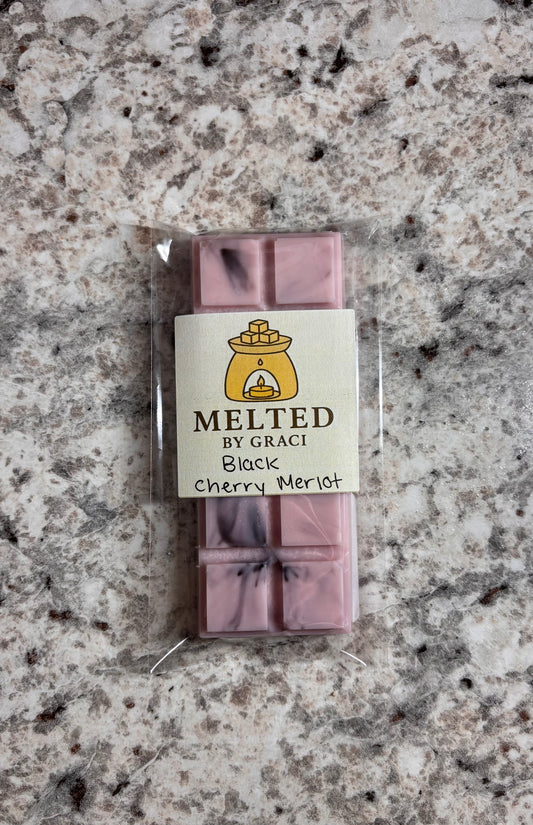 MELTED
BY GRACI
Black
Cherry Merlot